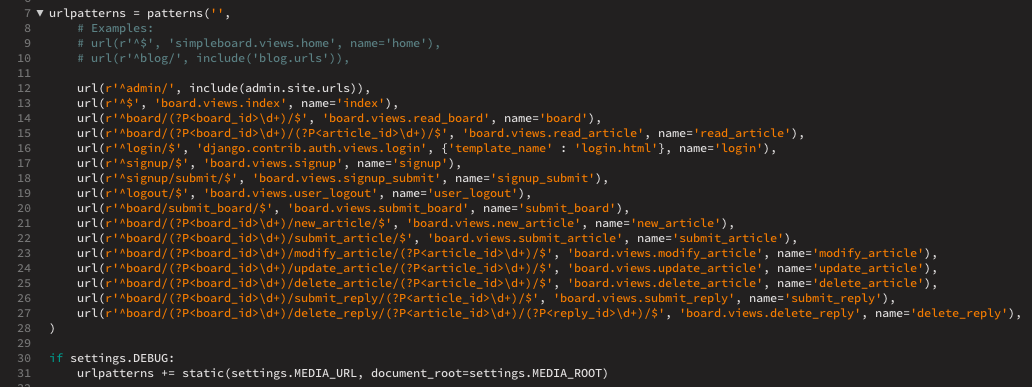 7 ▼ urlpatterns = patterns('',
8 # Examples:
9 # url(r'^$', 'simpleboard.views.home', name='home'),
10 # url(r'^blog/', include('blog.urls')),
11
12 url(r'^admin/', include(admin.site.urls)),
13 url(r'^$', 'board.views.index', name='index'),
14 url(r'^board/(?P<board_id>\d+)/$', 'board.views.read_board', name='board'),
15 url(r'^board/(?P<board_id>\d+)/(?P<article_id>\d+)/$', 'board.views.read_article', name='read_article'),
16 url(r'^login/$', 'django.contrib.auth.views.login', {'template_name' : 'login.html'}, name='login'),
17 url(r'^signup/$', 'board.views.signup', name='signup'),
18 url(r'^signup/submit/$', 'board.views.signup_submit', name='signup_submit'),
19 url(r'^logout/$', 'board.views.user_logout', name='user_logout'),
20 url(r'^board/submit_board/$', 'board.views.submit_board', name='submit_board'),
21 url(r'^board/(?P<board_id>\d+)/new_article/$', 'board.views.new_article', name='new_article'),
22 url(r'^board/(?P<board_id>\d+)/submit_article/$', 'board.views.submit_article', name='submit_article'),
23 url(r'^board/(?P<board_id>\d+)/modify_article/(?P<article_id>\d+)/$', 'board.views.modify_article', name='modify_article'),
24 url(r'^board/(?P<board_id>\d+)/update_article/(?P<article_id>\d+)/$', 'board.views.update_article', name='update_article'),
25 url(r'^board/(?P<board_id>\d+)/delete_article/(?P<article_id>\d+)/$', 'board.views.delete_article', name='delete_article'),
26 url(r'^board/(?P<board_id>\d+)/submit_reply/(?P<article_id>\d+)/$', 'board.views.submit_reply', name='submit_reply'),
27 url(r'^board/(?P<board_id>\d+)/delete_reply/(?P<article_id>\d+)/(?P<reply_id>\d+)/$', 'board.views.delete_reply', name='delete_reply'),
28 )
29
30 if settings.DEBUG:
31 urlpatterns += static(settings.MEDIA_URL, document_root=settings.MEDIA_ROOT)